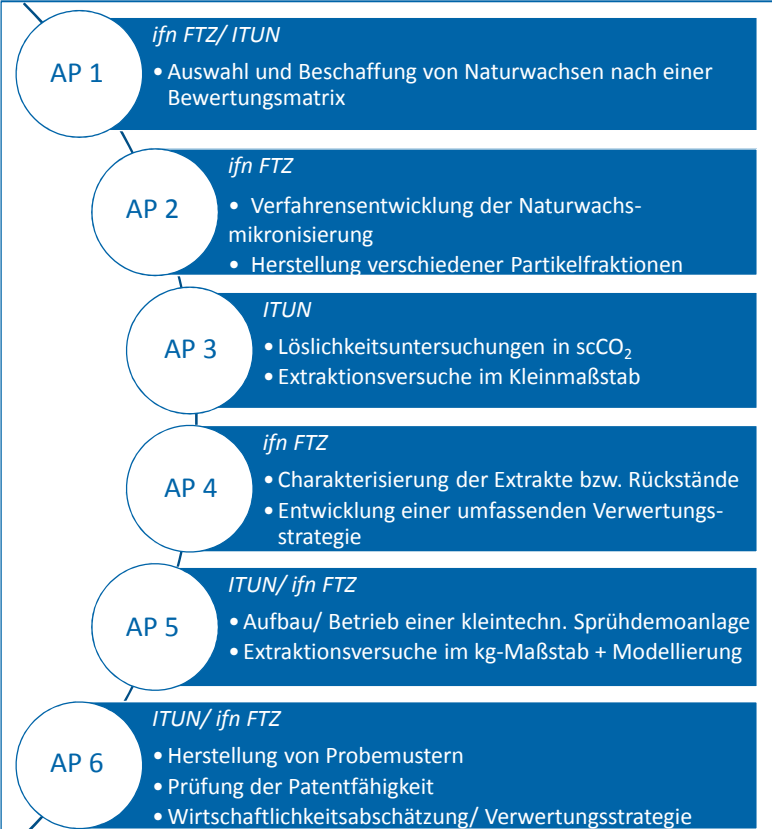 ifn FTZ/ ITUN
AP 1
• Auswahl und Beschaffung von Naturwachsen nach einer
Bewertungsmatrix
ifn FTZ
AP 2
• Verfahrensentwicklung der Naturwachs-
mikronisierung
• Herstellung verschiedener Partikelfraktionen
ITUN
AP 3
• Löslichkeitsuntersuchungen in scCO₂
• Extraktionsversuche im Kleinmaßstab
ifn FTZ
AP 4
• Charakterisierung der Extrakte bzw. Rückstände
• Entwicklung einer umfassenden Verwertungs-
strategie
ITUN/ ifn FTZ
AP 5
• Aufbau/ Betrieb einer kleintechn. Sprühdemoanlage
• Extraktionsversuche im kg-Maßstab + Modellierung
ITUN/ ifn FTZ
AP 6
• Herstellung von Probemustern
• Prüfung der Patentfähigkeit
• Wirtschaftlichkeitsabschätzung/ Verwertungsstrategie